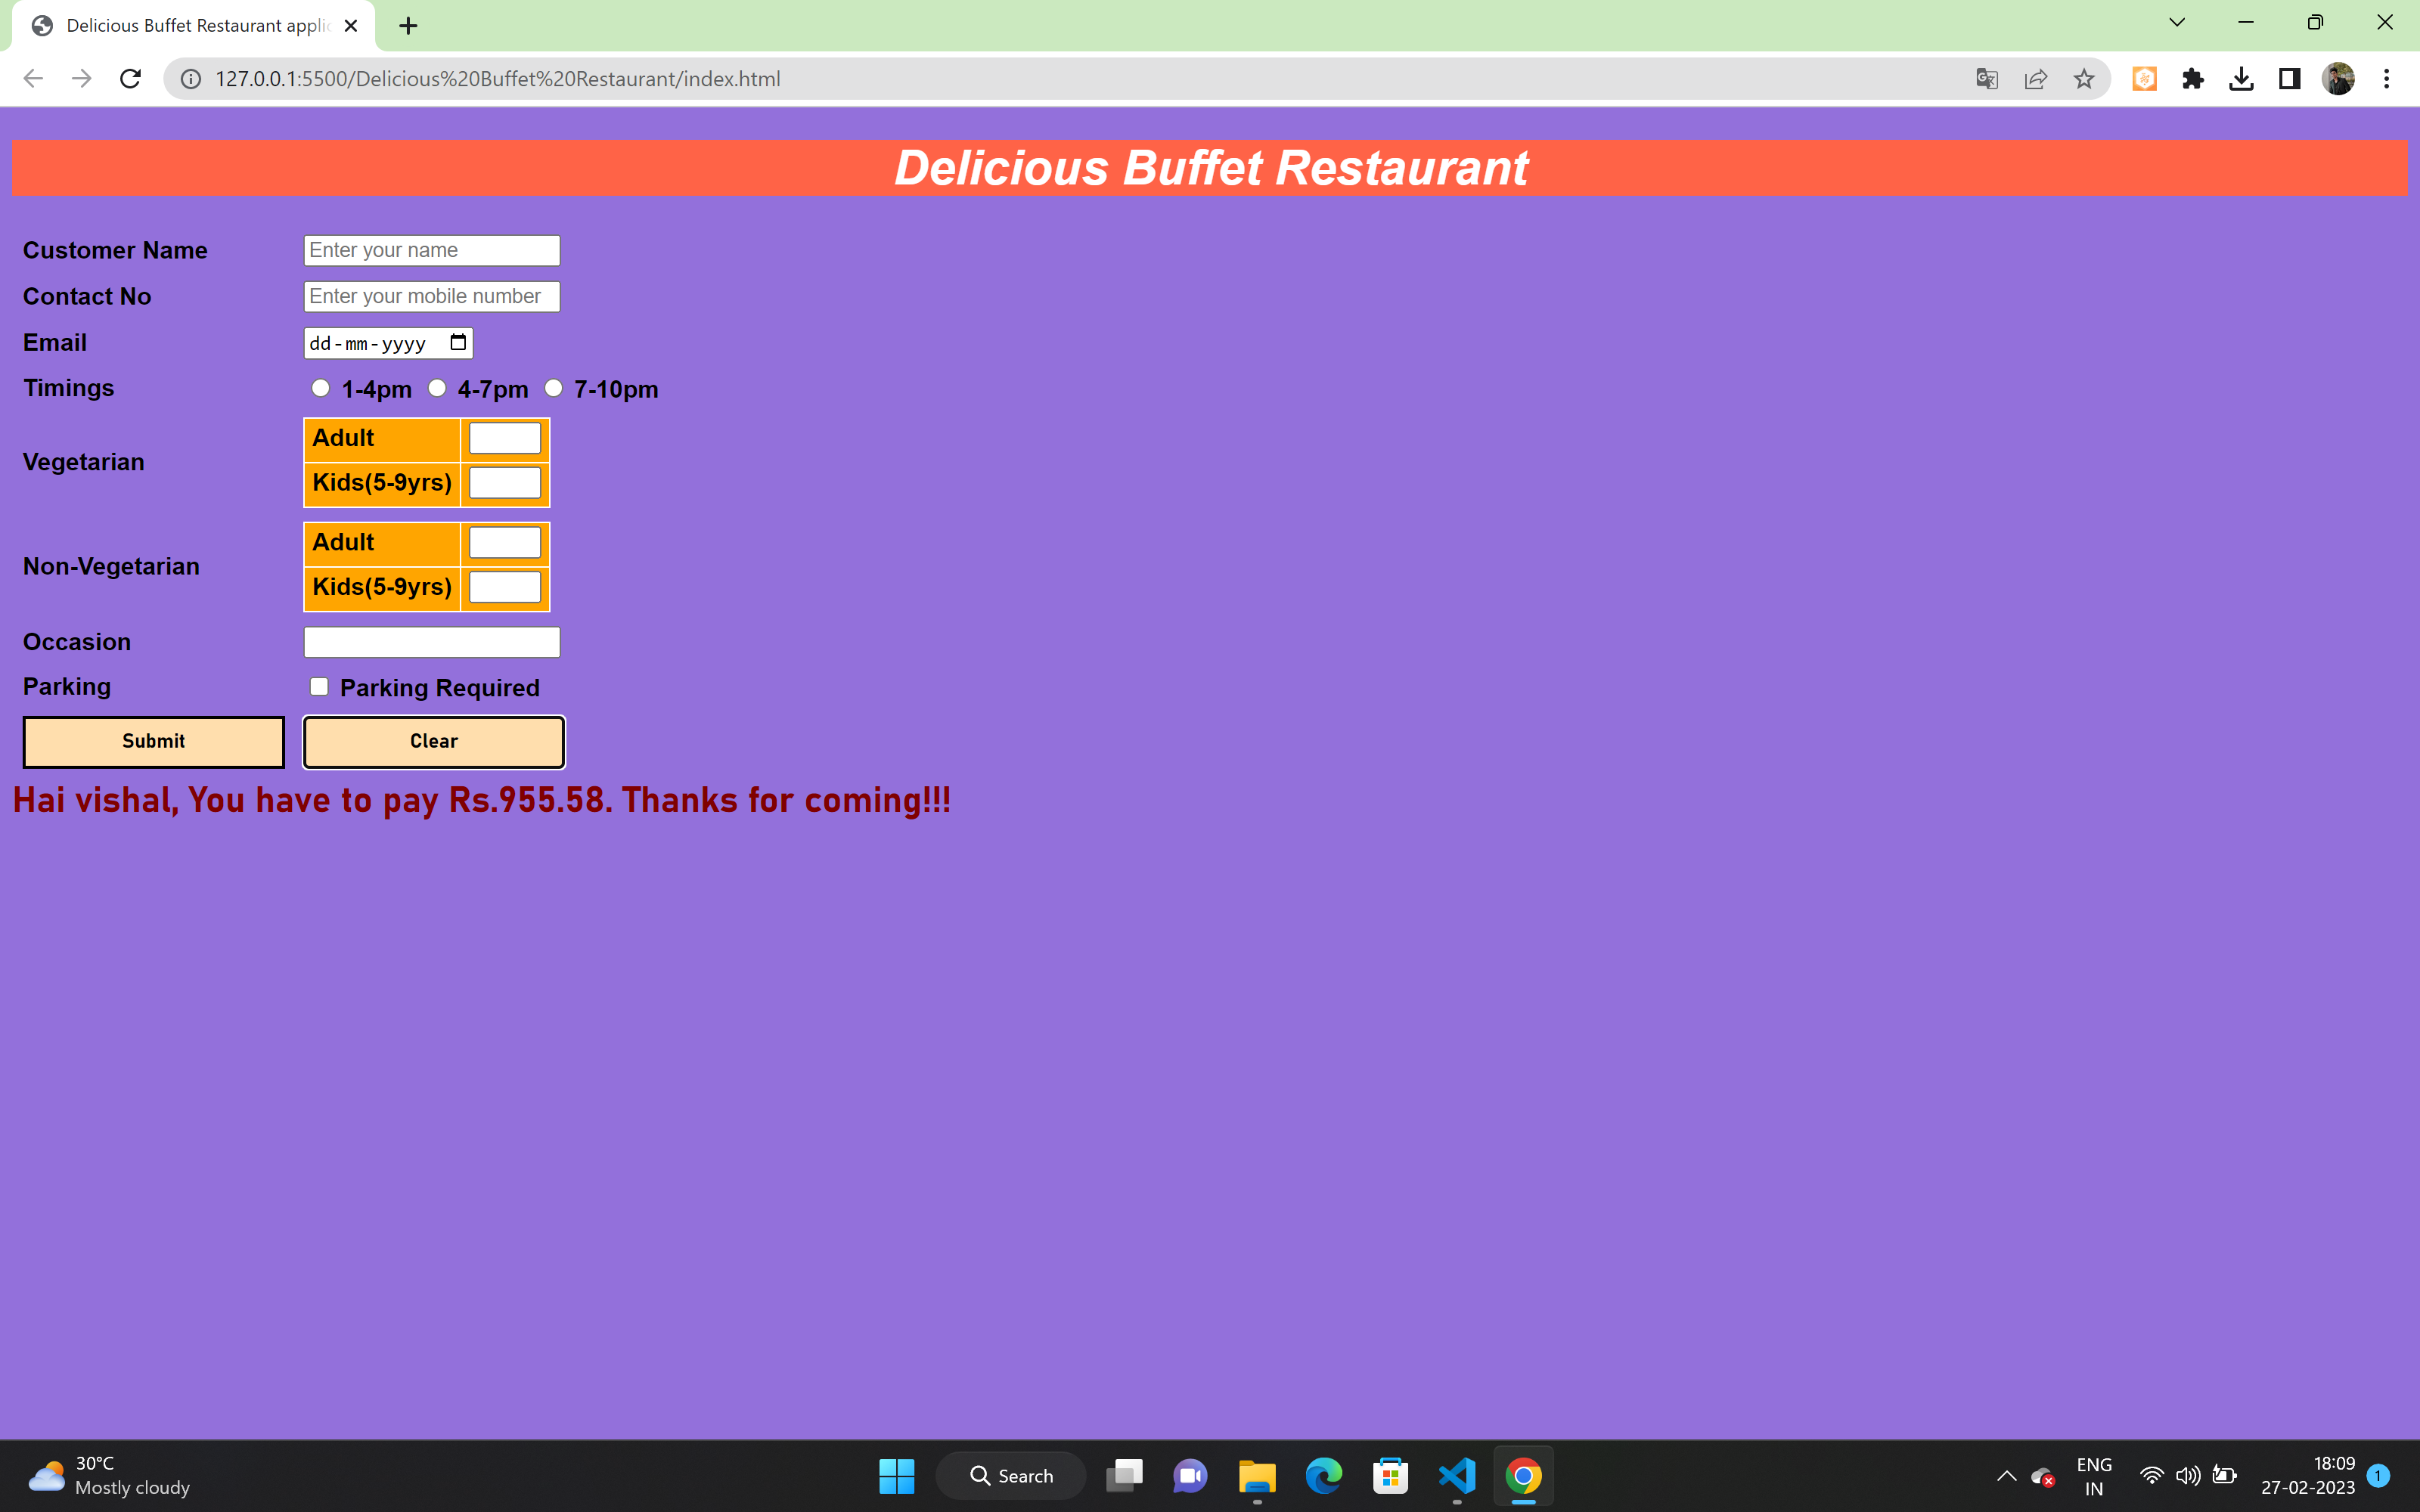 Delicious Buffet Restaurant applic
127.0.0.1:5500/Delicious%20Buffet%20Restaurant/index.html
Delicious Buffet Restaurant
Customer Name Enter your name
Contact No Enter your mobile number
Email dd-mm-yyyy
Timings 1-4pm 4-7pm 7-10pm
Vegetarian
Adult
Kids(5-9yrs)
Non-Vegetarian
Adult
Kids(5-9yrs)
Occasion
Parking Parking Required
Submit Clear
Hai vishal, You have to pay Rs.955.58. Thanks for coming!!!
30°C
Mostly cloudy
Search
ENG
IN
18:09
27-02-2023
1